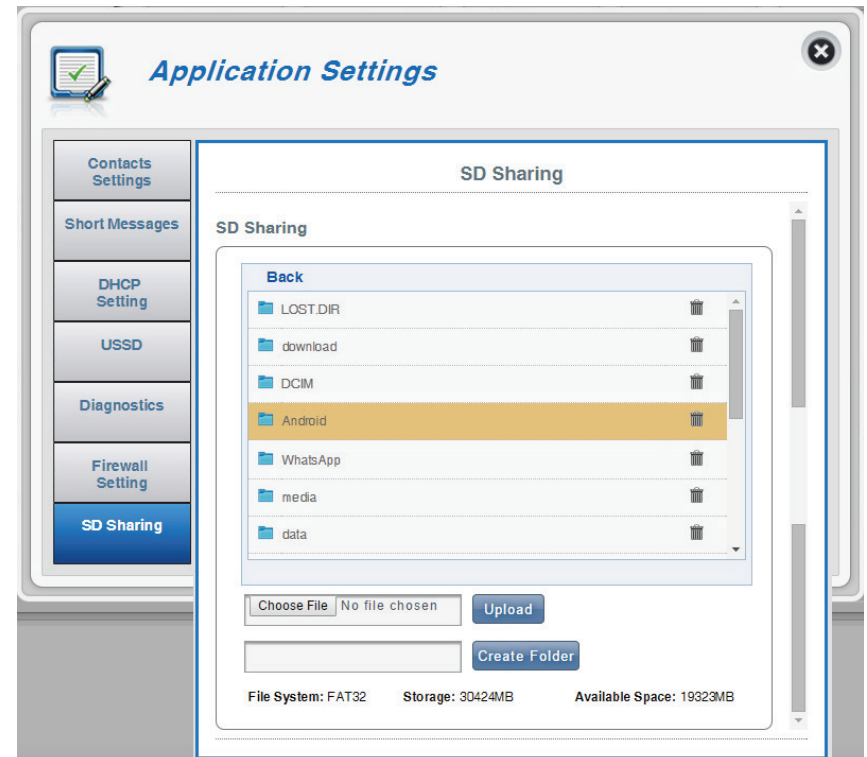 Application Settings
Contacts
Settings
Short Messages
DHCP
Setting
USSD
Diagnostics
Firewall
Setting
SD Sharing
SD Sharing
SD Sharing
Back
LOST.DIR
download
DCIM
Android
WhatsApp
media
data
Choose File No file chosen Upload
Create Folder
File System: FAT32 Storage: 30424MB Available Space: 19323MB